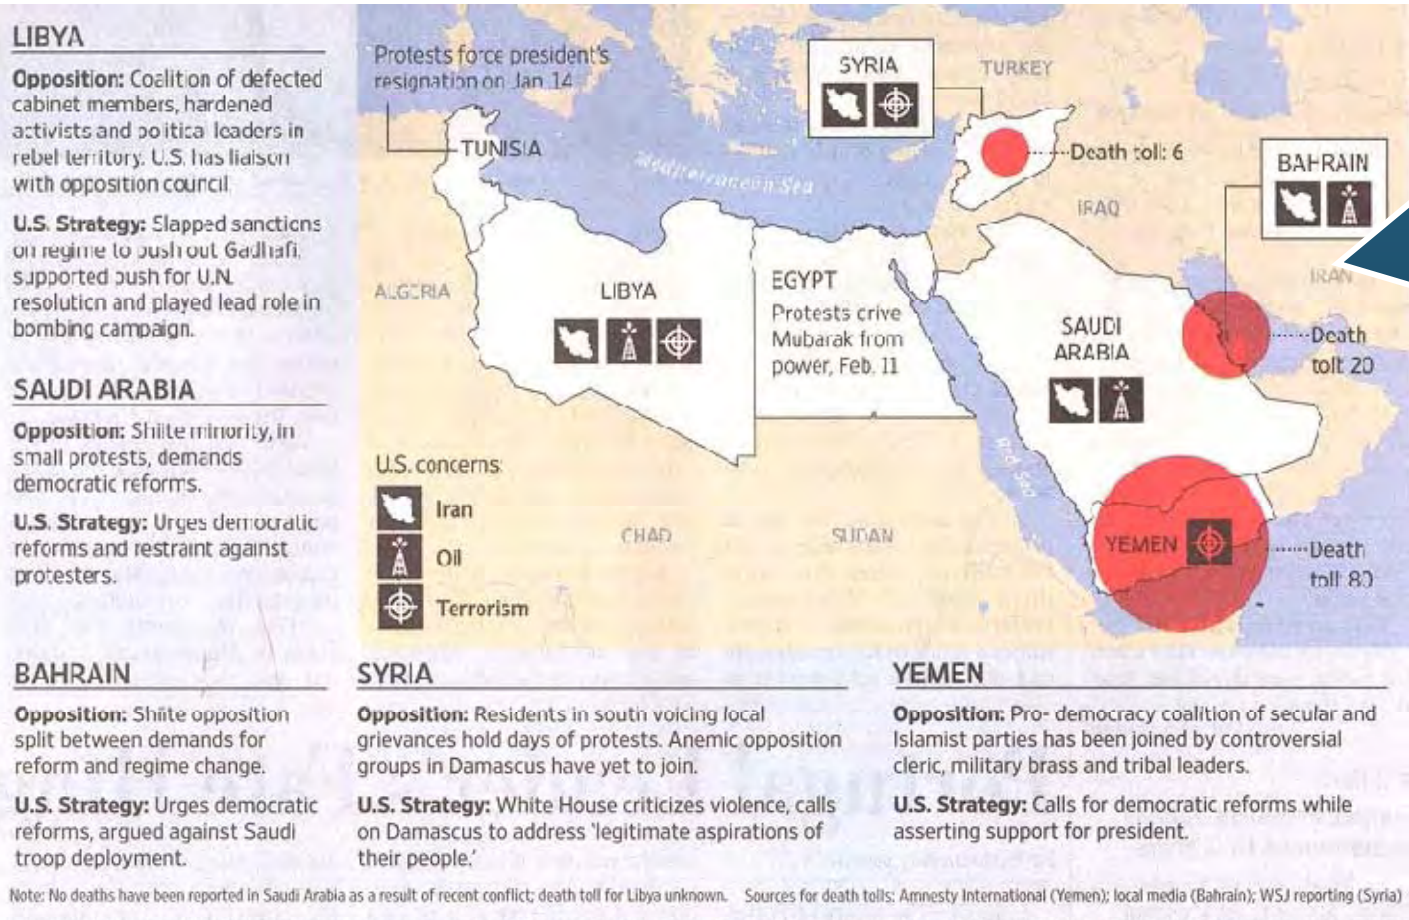 LIBYA
Opposition: Coalition of defected
cabinet members, hardened
activists and political leaders in
rebel territory. U.S. has liaison
with opposition council
U.S. Strategy: Slapped sanctions
on regime to push out Gadhafi,
supported push for U.N.
resolution and played lead role in
bombing campaign.
SAUDI ARABIA
Opposition: Shiite minority, in
small protests, demands
democratic reforms.
U.S. Strategy: Urges democratic
reforms and restraint against
protesters.
Protests force president's
resignation on Jan. 14
TUNISIA
SYRIA
TURKEY
Death toll: 6
BAHRAIN
Mediterranean Sea
IRAQ
IRAN
ALGERIA
LIBYA
EGYPT
Protests drive
Mubarak from
power, Feb. 11
SAUDI
ARABIA
Death
toll: 20
Red Sea
U.S. concerns:
Iran
Oil
Terrorism
CHAD
SUDAN
YEMEN
Death
toll: 80
BAHRAIN
Opposition: Shiite opposition
split between demands for
reform and regime change.
U.S. Strategy: Urges democratic
reforms, argued against Saudi
troop deployment.
SYRIA
Opposition: Residents in south voicing local
grievances hold days of protests. Anemic opposition
groups in Damascus have yet to join.
U.S. Strategy: White House criticizes violence, calls
on Damascus to address 'legitimate aspirations of
their people.'
YEMEN
Opposition: Pro- democracy coalition of secular and
Islamist parties has been joined by controversial
cleric, military brass and tribal leaders.
U.S. Strategy: Calls for democratic reforms while
asserting support for president.
Note: No deaths have been reported in Saudi Arabia as a result of recent conflict; death toll for Libya unknown. Sources for death tolls: Amnesty International (Yemen); local media (Bahrain); WSJ reporting (Syria)